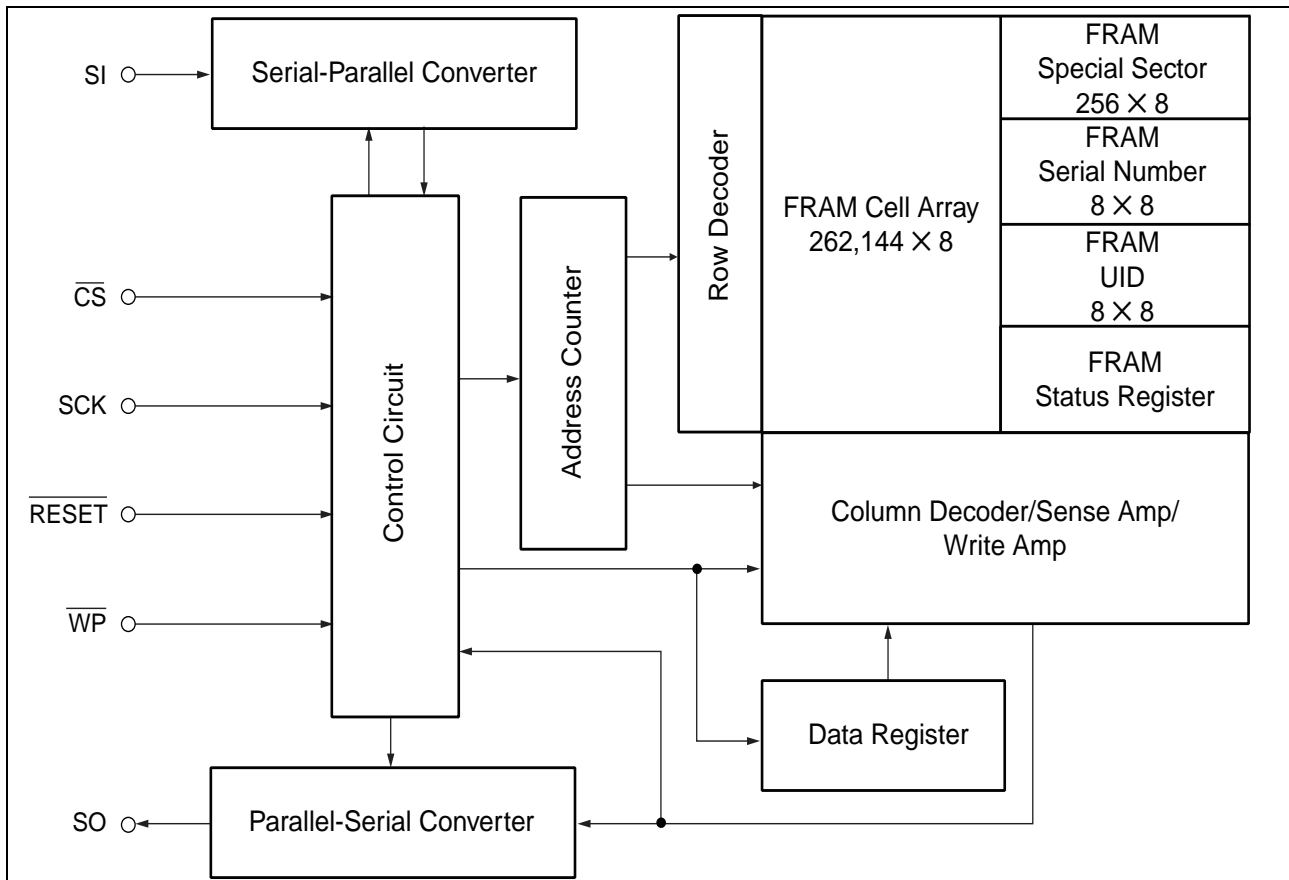 SI
Serial-Parallel Converter
CS
SCK
RESET
WP
SO
Control Circuit
Address Counter
Row Decoder
FRAM Cell Array
262,144 × 8
FRAM
Special Sector
256 × 8
FRAM
Serial Number
8 × 8
FRAM
UID
8 × 8
FRAM
Status Register
Column Decoder/Sense Amp/
Write Amp
Data Register
Parallel-Serial Converter